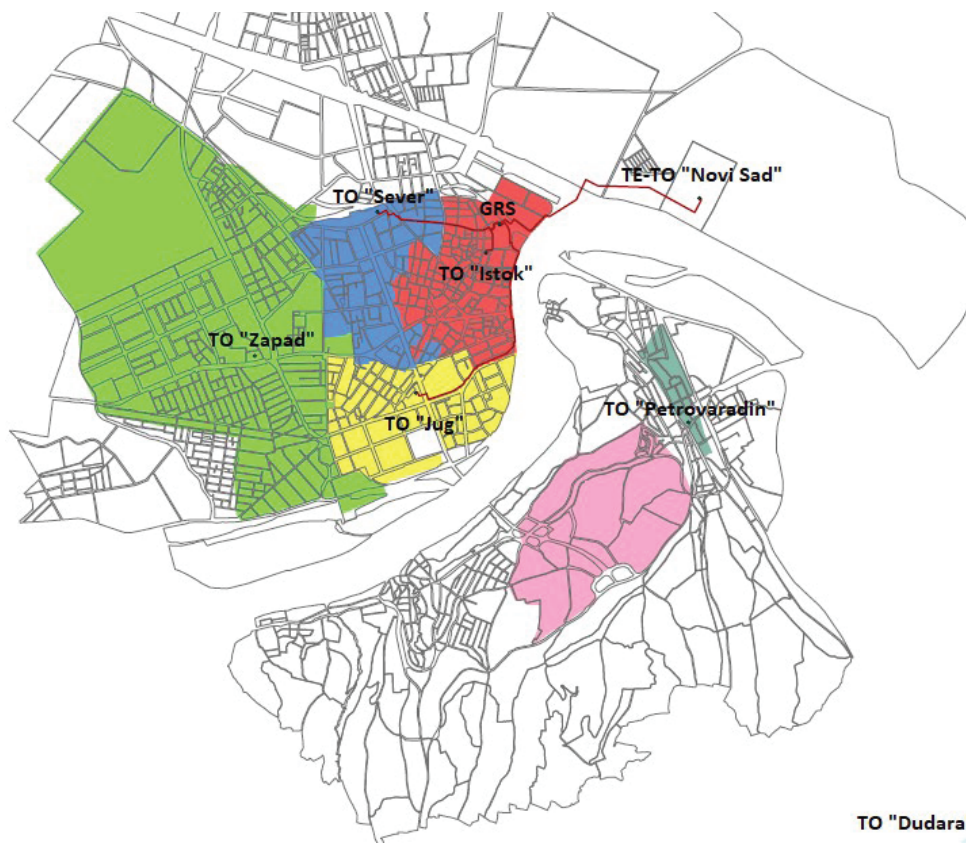 TE-TO "Novi Sad"
TO "Sever"
GRS
TO "Istok"
TO "Zapad"
TO "Petrovaradin"
TO "Jug"
TO "Dudara